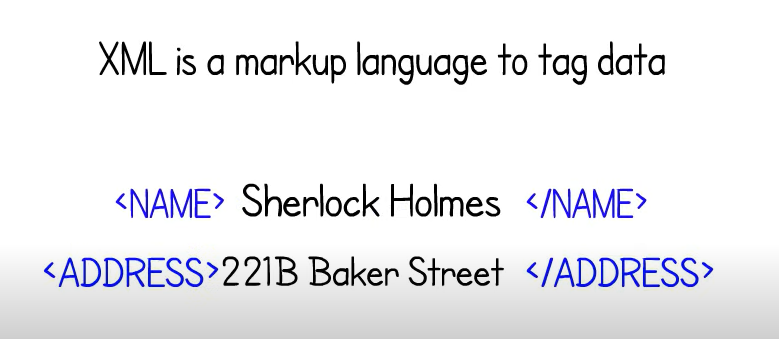 XML is a markup language to tag data
<NAME> Sherlock Holmes </NAME>
<ADDRESS>221B Baker Street </ADDRESS>